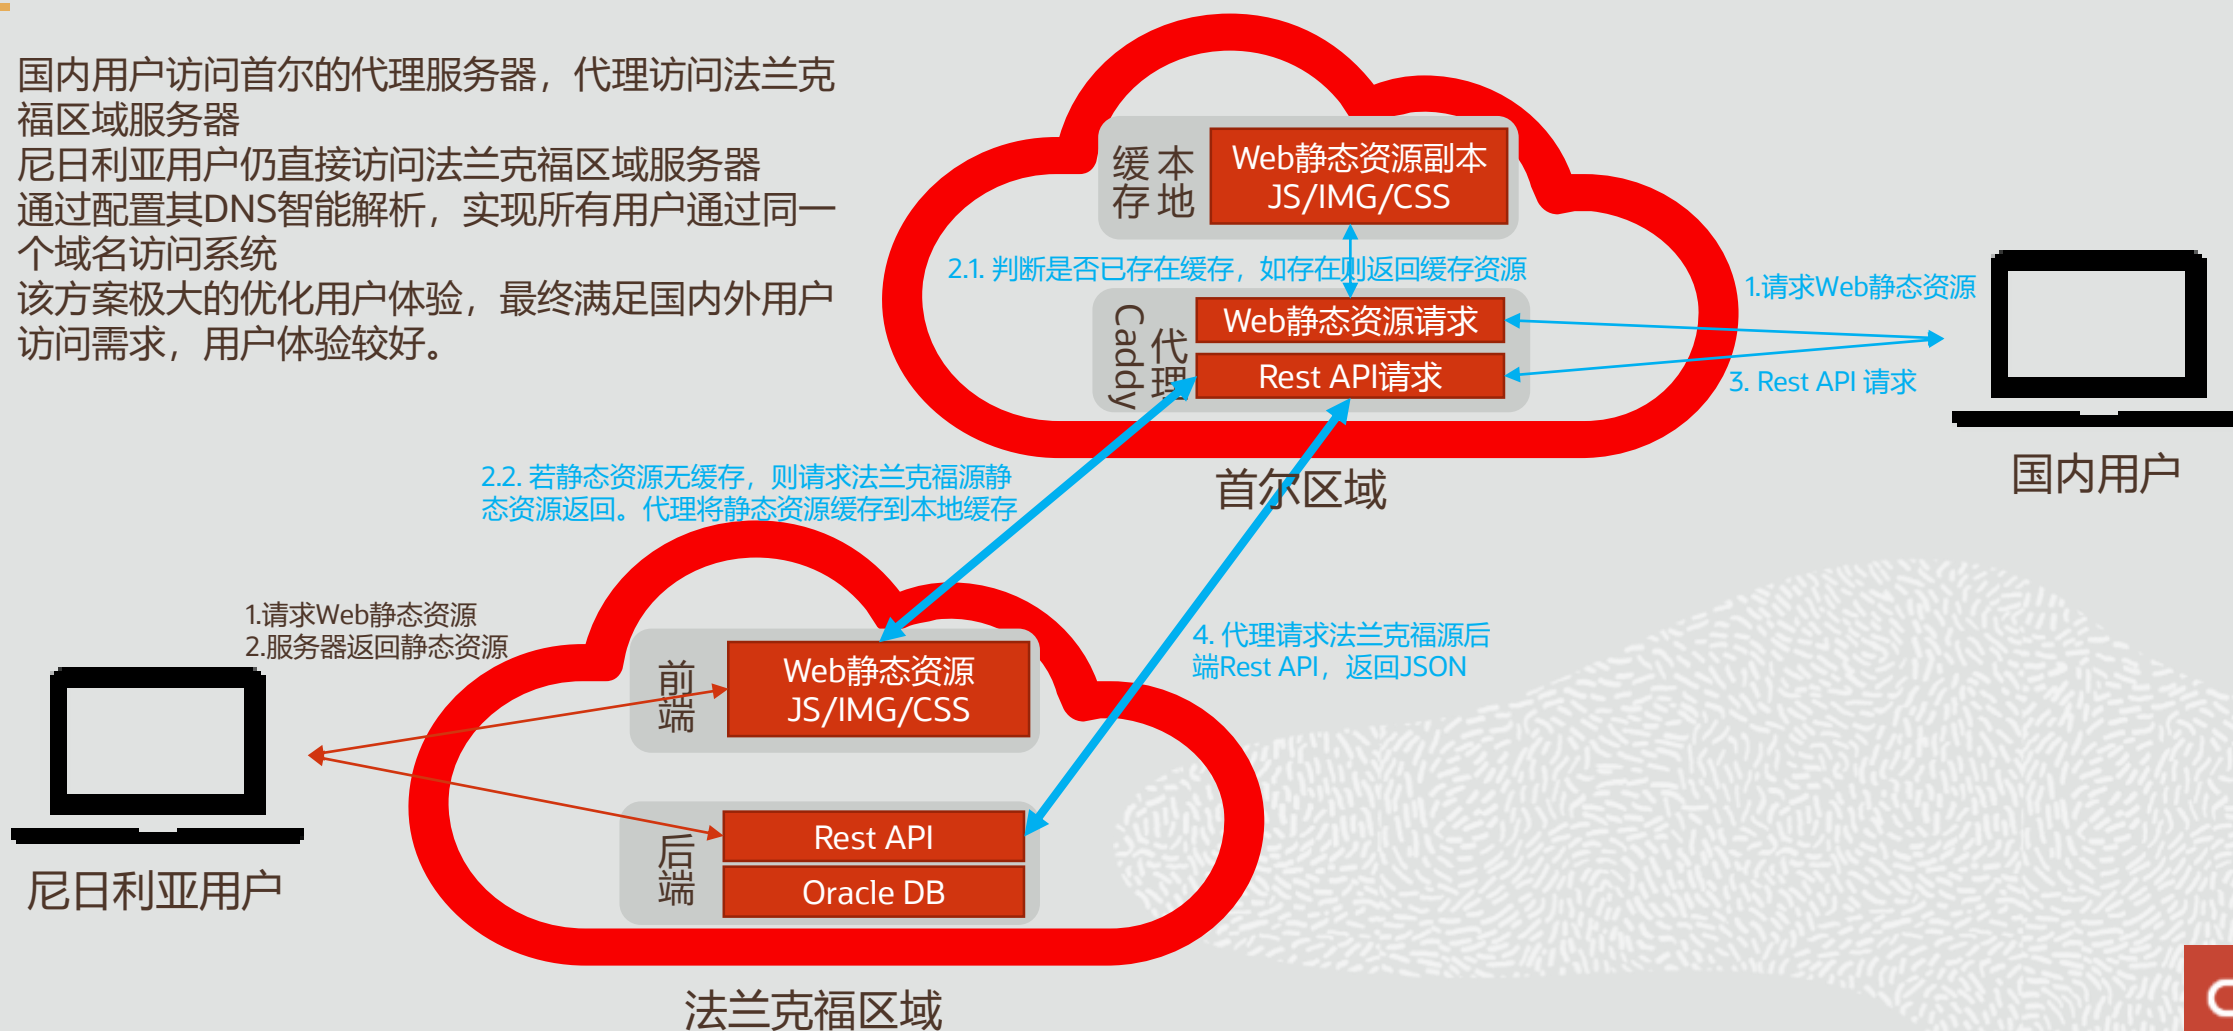 国内用户访问首尔的代理服务器，代理访问法兰克
福区域服务器
尼日利亚用户仍直接访问法兰克福区域服务器
通过配置其DNS智能解析，实现所有用户通过同一
个域名访问系统
该方案极大的优化用户体验，最终满足国内外用户
访问需求，用户体验较好。
本地
缓存
Web静态资源副本
JS/IMG/CSS
2.1. 判断是否已存在缓存，如存在则返回缓存资源
Caddy
代理
Web静态资源请求
Rest API请求
1.请求Web静态资源
3. Rest API 请求
国内用户
首尔区域
2.2. 若静态资源无缓存，则请求法兰克福源静
态资源返回。代理将静态资源缓存到本地缓存
1.请求Web静态资源
2.服务器返回静态资源
4. 代理请求法兰克福源后
端Rest API，返回JSON
前端
Web静态资源
JS/IMG/CSS
后端
Rest API
Oracle DB
尼日利亚用户
法兰克福区域